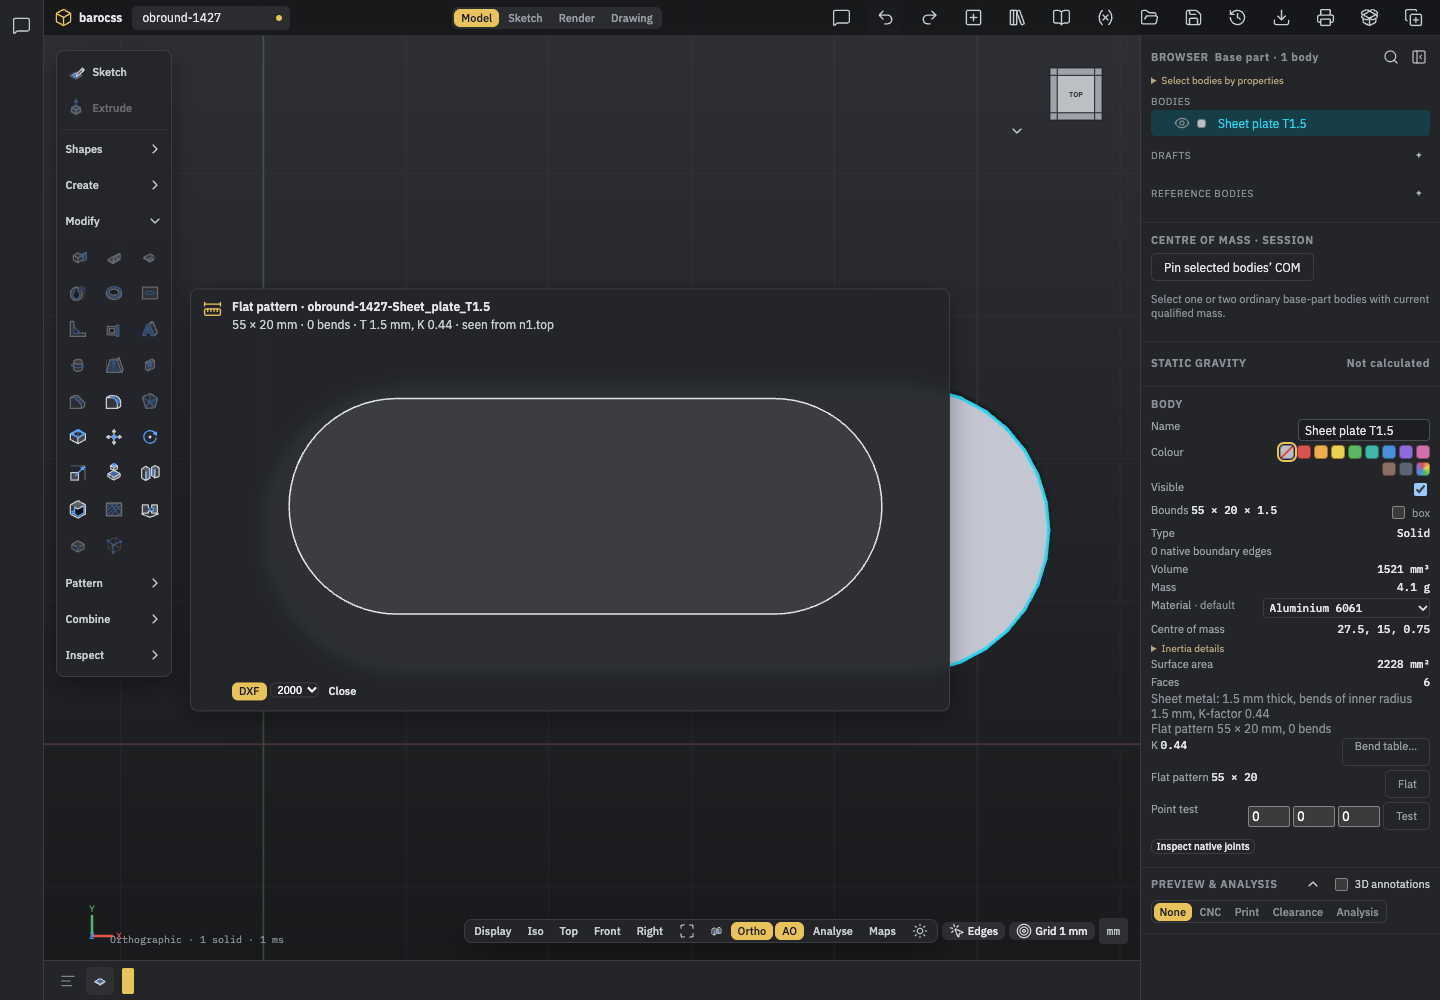 barocss
obround-1427
Model
Sketch
Render
Drawing
Sketch
Extrude
Shapes
Create
Modify
Pattern
Combine
Inspect
TOP
Flat pattern · obround-1427-Sheet_plate_T1.5
55 × 20 mm · 0 bends · T 1.5 mm, K 0.44 · seen from n1.top
DXF
2000
Close
Y
X
Z
Orthographic · 1 solid · 1 ms
Display
Iso
Top
Front
Right
Ortho
AO
Analyse
Maps
Edges
Grid 1 mm
mm
BROWSER Base part · 1 body
Select bodies by properties
BODIES
Sheet plate T1.5
DRAFTS
+
REFERENCE BODIES
+
CENTRE OF MASS · SESSION
Pin selected bodies’ COM
Select one or two ordinary base-part bodies with current
qualified mass.
STATIC GRAVITY Not calculated
BODY
Name Sheet plate T1.5
Colour
Visible
Bounds 55 × 20 × 1.5 box
Type Solid
0 native boundary edges
Volume 1521 mm³
Mass 4.1 g
Material · default Aluminium 6061
Centre of mass 27.5, 15, 0.75
Inertia details
Surface area 2228 mm²
Faces 6
Sheet metal: 1.5 mm thick, bends of inner radius
1.5 mm, K-factor 0.44
Flat pattern 55 × 20 mm, 0 bends
K 0.44 Bend table…
Flat pattern 55 × 20 Flat
Point test 0 0 0 Test
Inspect native joints
PREVIEW & ANALYSIS 3D annotations
None CNC Print Clearance Analysis